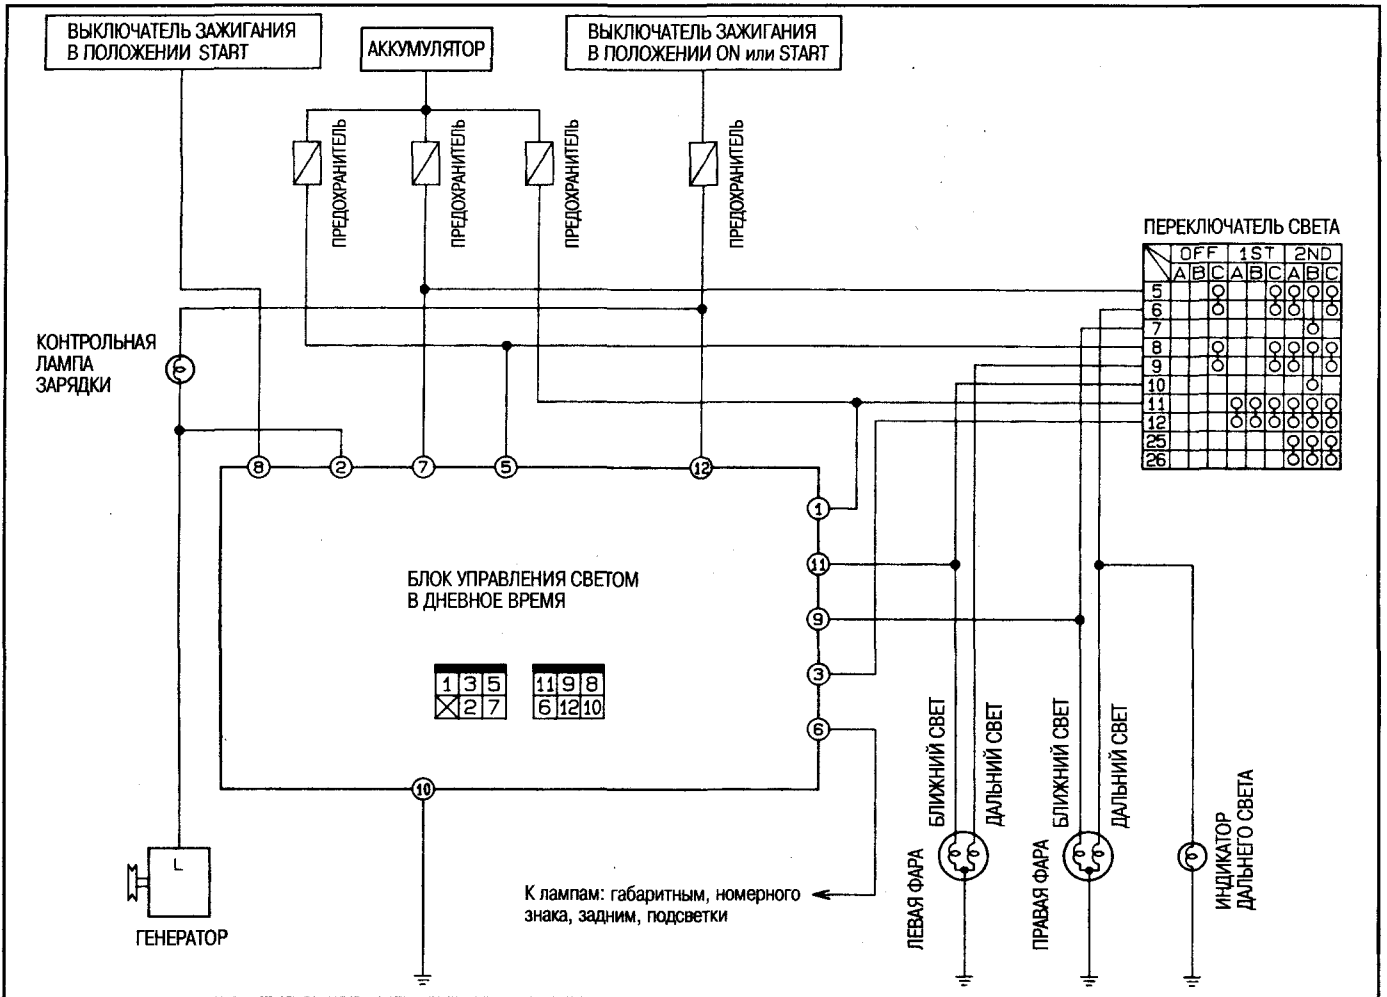 ВЫКЛЮЧАТЕЛЬ ЗАЖИГАНИЯ
В ПОЛОЖЕНИИ START
АККУМУЛЯТОР
ВЫКЛЮЧАТЕЛЬ ЗАЖИГАНИЯ
В ПОЛОЖЕНИИ ON или START
ПРЕДОХРАНИТЕЛЬ
ПРЕДОХРАНИТЕЛЬ
ПРЕДОХРАНИТЕЛЬ
ПРЕДОХРАНИТЕЛЬ
ПЕРЕКЛЮЧАТЕЛЬ СВЕТА
OFF 1ST 2ND
A B C A B C A B C
5
6
7
8
9
10
11
12
25
26
КОНТРОЛЬНАЯ
ЛАМПА
ЗАРЯДКИ
8 2 7 5 12
1
11
9
3
6
10
БЛОК УПРАВЛЕНИЯ СВЕТОМ
В ДНЕВНОЕ ВРЕМЯ
1 3 5 11 9 8
2 7 6 12 10
БЛИЖНИЙ СВЕТ
ДАЛЬНИЙ СВЕТ
БЛИЖНИЙ СВЕТ
ДАЛЬНИЙ СВЕТ
ЛЕВАЯ ФАРА
ПРАВАЯ ФАРА
ИНДИКАТОР
ДАЛЬНЕГО СВЕТА
L
ГЕНЕРАТОР
К лампам: габаритным, номерного
знака, задним, подсветки